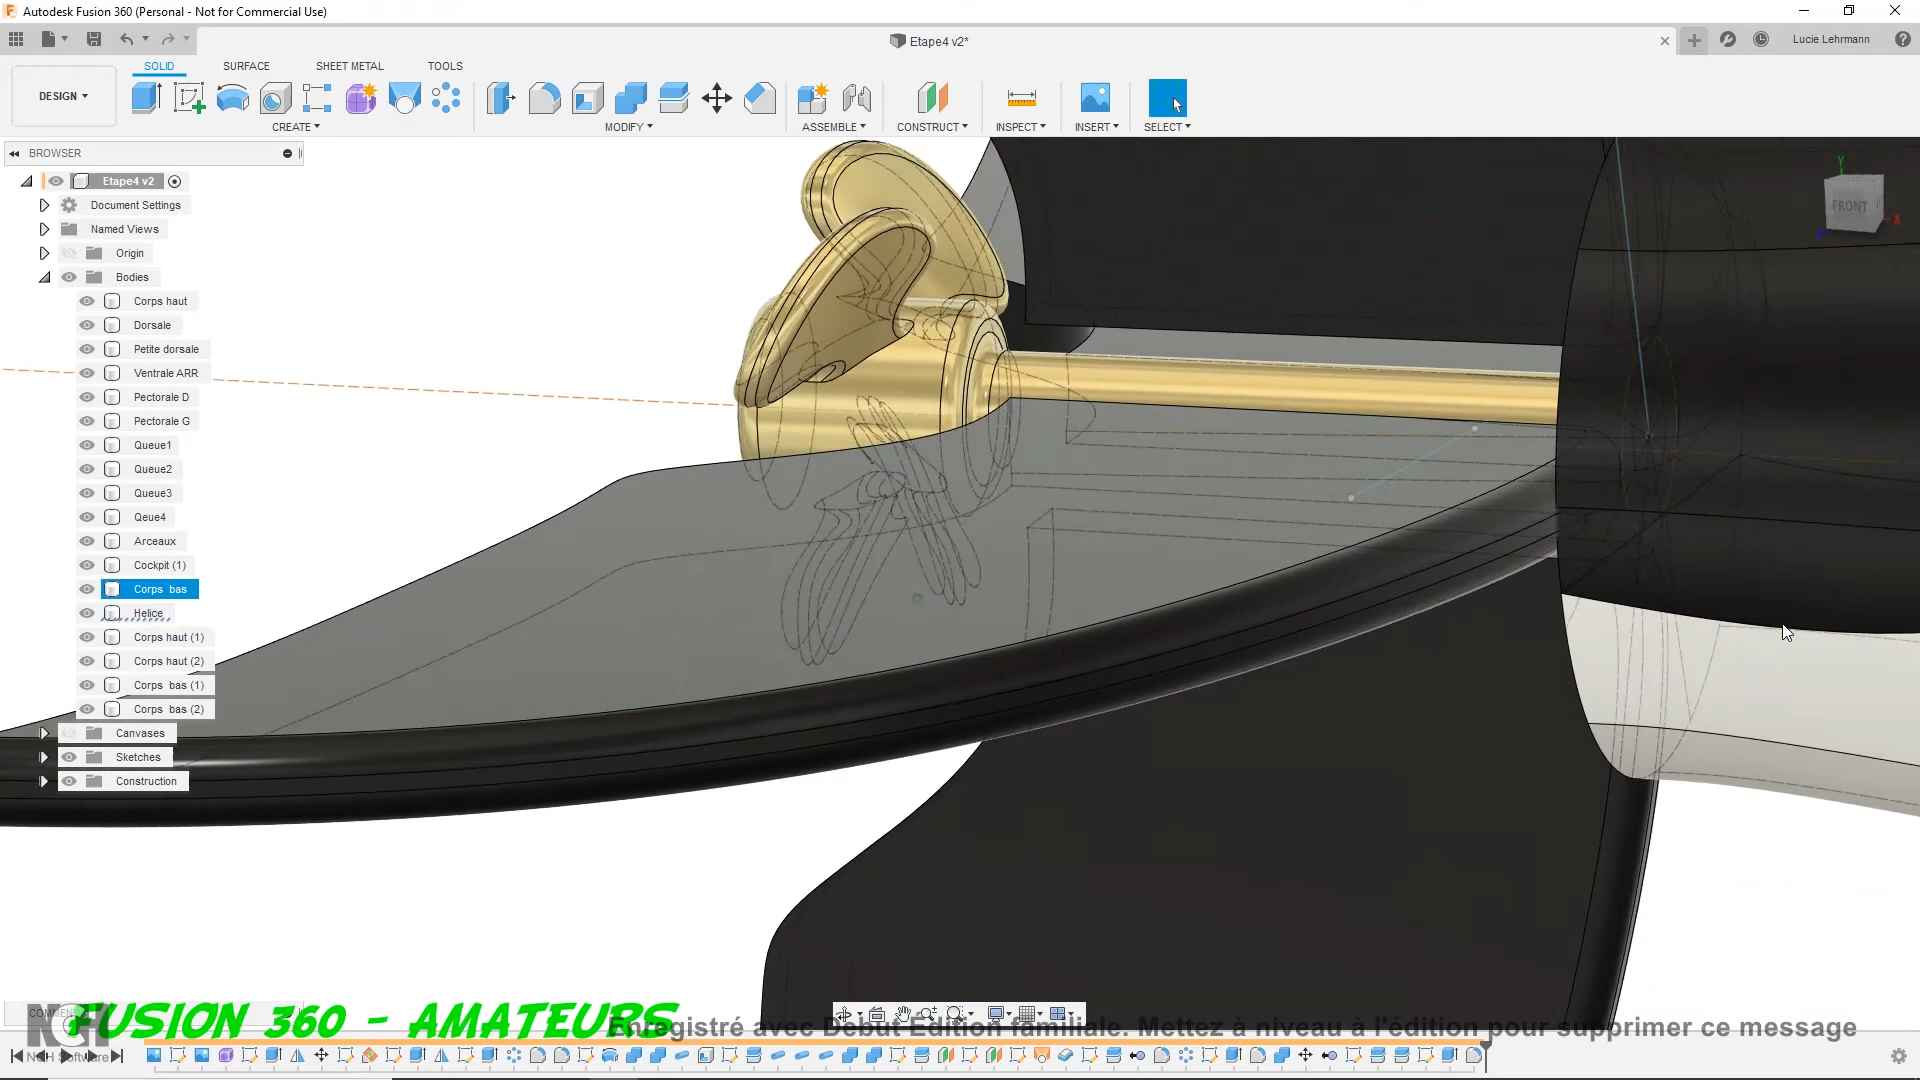 Autodesk Fusion 360 (Personal - Not for Commercial Use)
Etape4 v2*
Lucie Lehrmann
DESIGN
SOLID
SURFACE
SHEET METAL
TOOLS
CREATE
MODIFY
ASSEMBLE
CONSTRUCT
INSPECT
INSERT
SELECT
BROWSER
Etape4 v2
Document Settings
Named Views
Origin
Bodies
Corps haut
Dorsale
Petite dorsale
Ventrale ARR
Pectorale D
Pectorale G
Queue1
Queue2
Queue3
Qeue4
Arceaux
Cockpit (1)
Corps bas
Helice
Corps haut (1)
Corps haut (2)
Corps bas (1)
Corps bas (2)
Canvases
Sketches
Construction
Y
FRONT
X
Z
NCH
FUSION 360 - AMATEURS
Enregistré avec Debut Édition familiale. Mettez à niveau à l'édition pour supprimer ce message
NCH Software